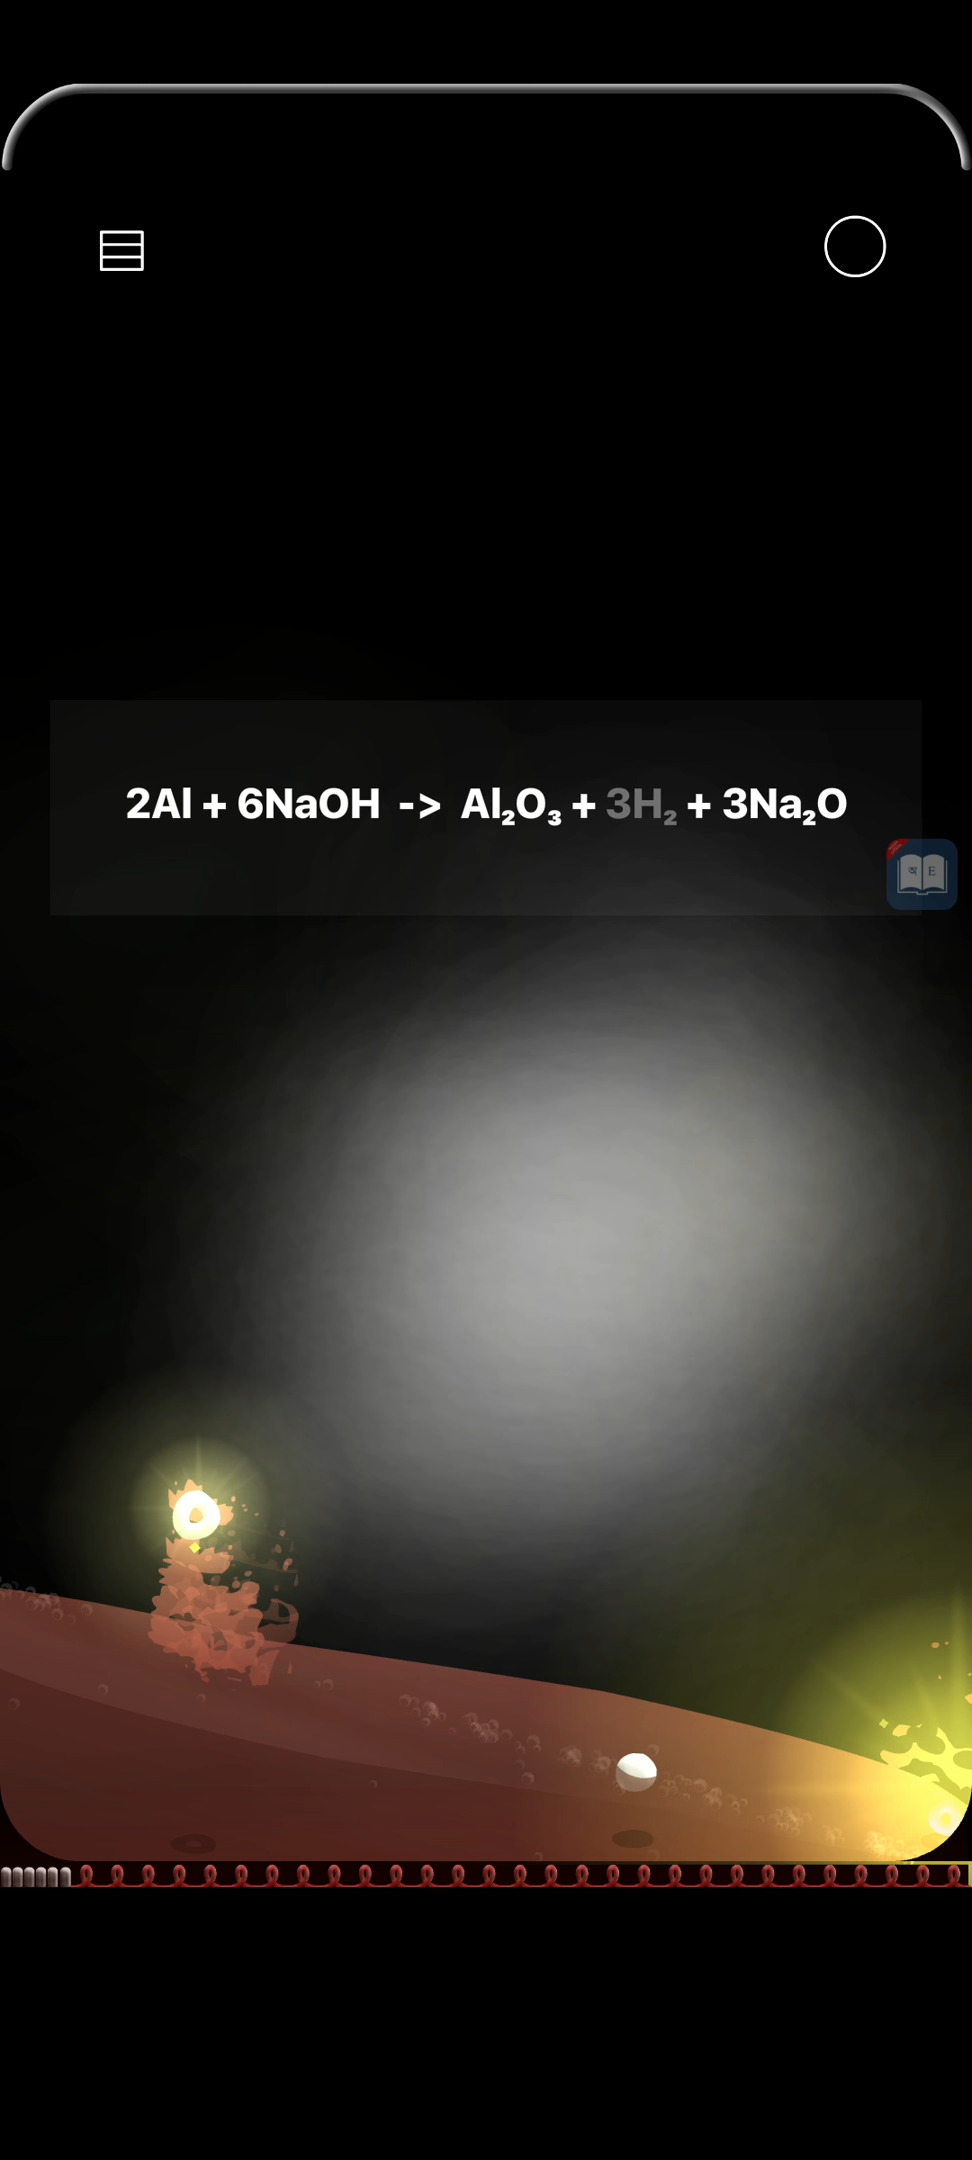 2Al + 6NaOH -> Al₂O₃ + 3H₂ + 3Na₂O
অ E